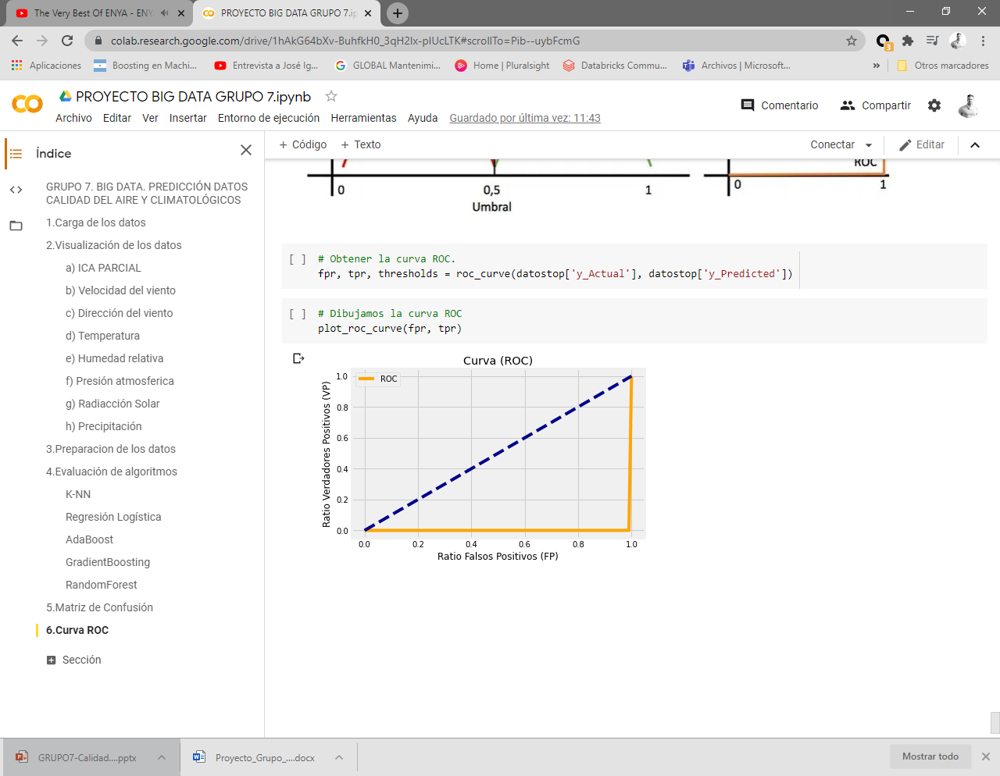 The Very Best Of ENYA - ENY
PROYECTO BIG DATA GRUPO 7.ip
colab.research.google.com/drive/1hAkG64bXv-BuhfkH0_3qH2Ix-pIUcLTK#scrollTo=Pib--uybFcmG
3
Aplicaciones
Boosting en Machi...
Entrevista a José Ig...
GLOBAL Mantenimi...
Home | Pluralsight
Databricks Commu...
Archivos | Microsoft...
»
Otros marcadores
PROYECTO BIG DATA GRUPO 7.ipynb
Archivo Editar Ver Insertar Entorno de ejecución Herramientas Ayuda Guardado por última vez: 11:43
Comentario
Compartir
Índice
GRUPO 7. BIG DATA. PREDICCIÓN DATOS
CALIDAD DEL AIRE Y CLIMATOLÓGICOS
1.Carga de los datos
2.Visualización de los datos
a) ICA PARCIAL
b) Velocidad del viento
c) Dirección del viento
d) Temperatura
e) Humedad relativa
f) Presión atmosferica
g) Radiacción Solar
h) Precipitación
3.Preparacion de los datos
4.Evaluación de algoritmos
K-NN
Regresión Logística
AdaBoost
GradientBoosting
RandomForest
5.Matriz de Confusión
6.Curva ROC
Sección
+ Código + Texto
Conectar
Editar
ROC
0 0,5 1 0 1
Umbral
[ ] # Obtener la curva ROC.
fpr, tpr, thresholds = roc_curve(datostop['y_Actual'], datostop['y_Predicted'])
[ ] # Dibujamos la curva ROC
plot_roc_curve(fpr, tpr)
Curva (ROC)
ROC
Ratio Verdadores Positivos (VP)
1.0
0.8
0.6
0.4
0.2
0.0
0.0 0.2 0.4 0.6 0.8 1.0
Ratio Falsos Positivos (FP)
GRUPO7-Calidad....pptx
Proyecto_Grupo_....docx
Mostrar todo